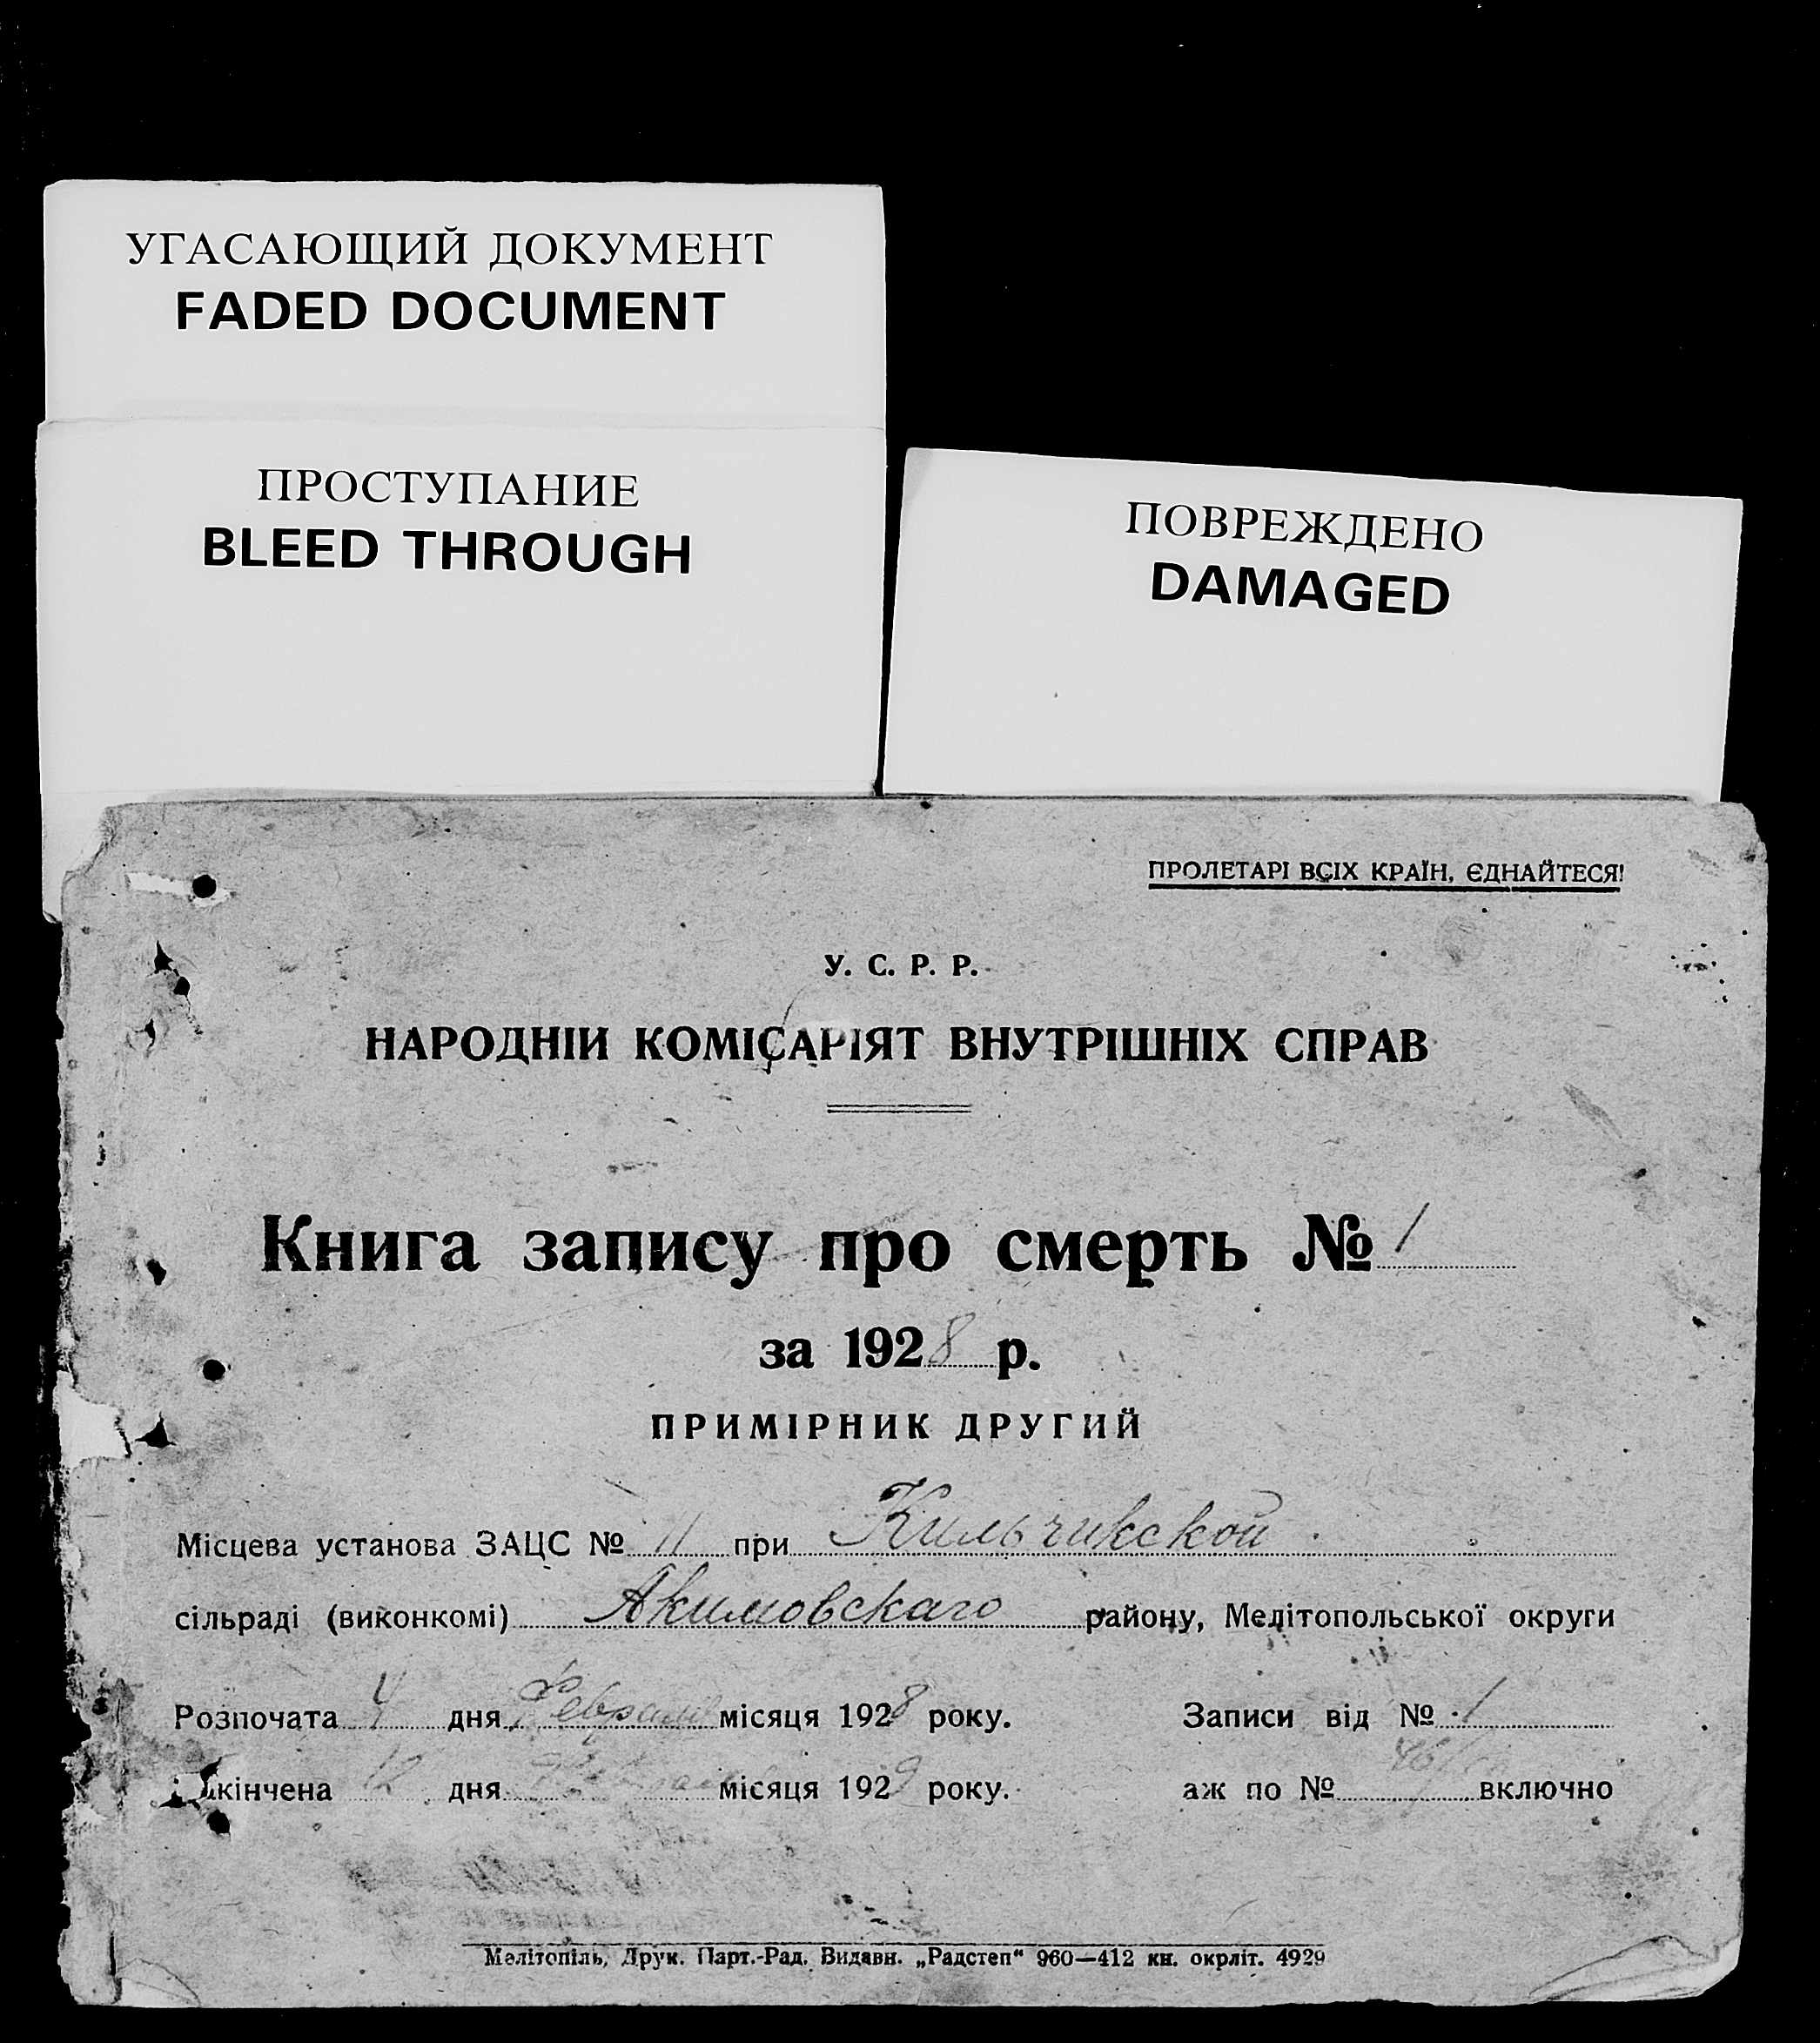 УГАСАЮЩИЙ ДОКУМЕНТ
FADED DOCUMENT
ПРОСТУПАНИЕ
BLEED THROUGH
ПОВРЕЖДЕНО
DAMAGED
ПРОЛЕТАРІ ВСІХ КРАЇН, ЄДНАЙТЕСЯ!
У. С. Р. Р.
НАРОДНІЙ КОМІСАРІЯТ ВНУТРІШНІХ СПРАВ
Книга запису про смерть № 1
за 1928 р.
ПРИМІРНИК ДРУГИЙ
Місцева установа ЗАЦС № 11 при Кильчикской
сільраді (виконкомі) Акимовскаго району, Мелітопольської округи
Розпочата 4 дня Февраля місяця 1928 року. Записи від № 1
кінчена 12 дня місяця 1929 року. аж по № включно
Мелітопіль, Друк. Парт.-Рад. Видавн. „Радстеп“ 960—412 кн. окрліт. 4929